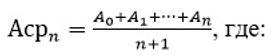 Аср_n = (A_0+A_1+⋯+A_n)/(n+1), где: